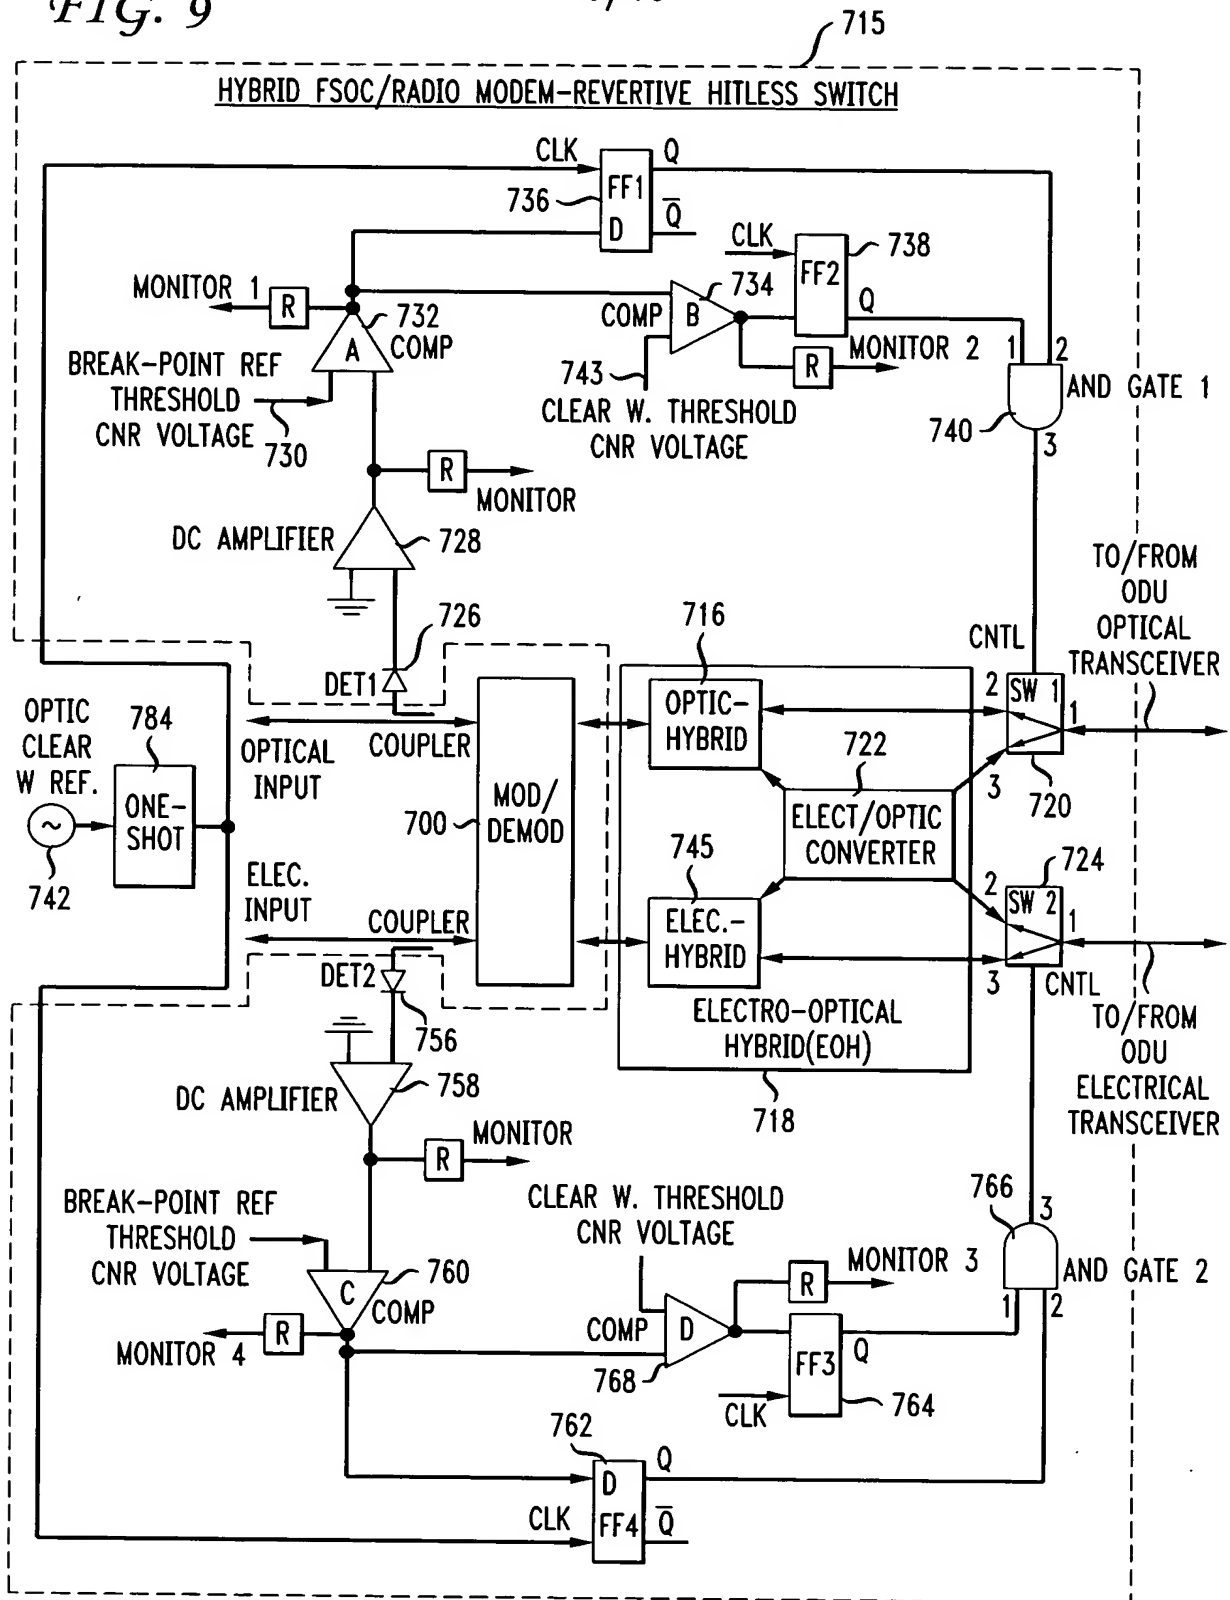 FIG. 9
715
HYBRID FSOC/RADIO MODEM-REVERTIVE HITLESS SWITCH
CLK
Q
FF1
736
D
Q̅
CLK
738
FF2
734
MONITOR 1
R
732
COMP
A
COMP
B
Q
1
2
MONITOR 2
R
BREAK-POINT REF
THRESHOLD
CNR VOLTAGE
730
743
CLEAR W. THRESHOLD
CNR VOLTAGE
AND GATE 1
740
3
R
MONITOR
DC AMPLIFIER
728
TO/FROM
ODU
OPTICAL
TRANSCEIVER
726
716
CNTL
DET1
OPTIC
CLEAR
W REF.
784
OPTICAL
INPUT
COUPLER
OPTIC-
HYBRID
2
SW 1
1
3
720
722
ONE-
SHOT
742
700
MOD/
DEMOD
ELECT/OPTIC
CONVERTER
745
724
ELEC.
INPUT
COUPLER
2
SW 2
1
ELEC.-
HYBRID
3
CNTL
DET2
756
ELECTRO-OPTICAL
HYBRID(EOH)
718
TO/FROM
ODU
ELECTRICAL
TRANSCEIVER
DC AMPLIFIER
758
R
MONITOR
BREAK-POINT REF
THRESHOLD
CNR VOLTAGE
CLEAR W. THRESHOLD
CNR VOLTAGE
766
3
760
C
COMP
R
MONITOR 3
AND GATE 2
1
2
R
MONITOR 4
COMP
D
768
FF3
Q
764
CLK
762
D
Q
CLK
FF4
Q̅